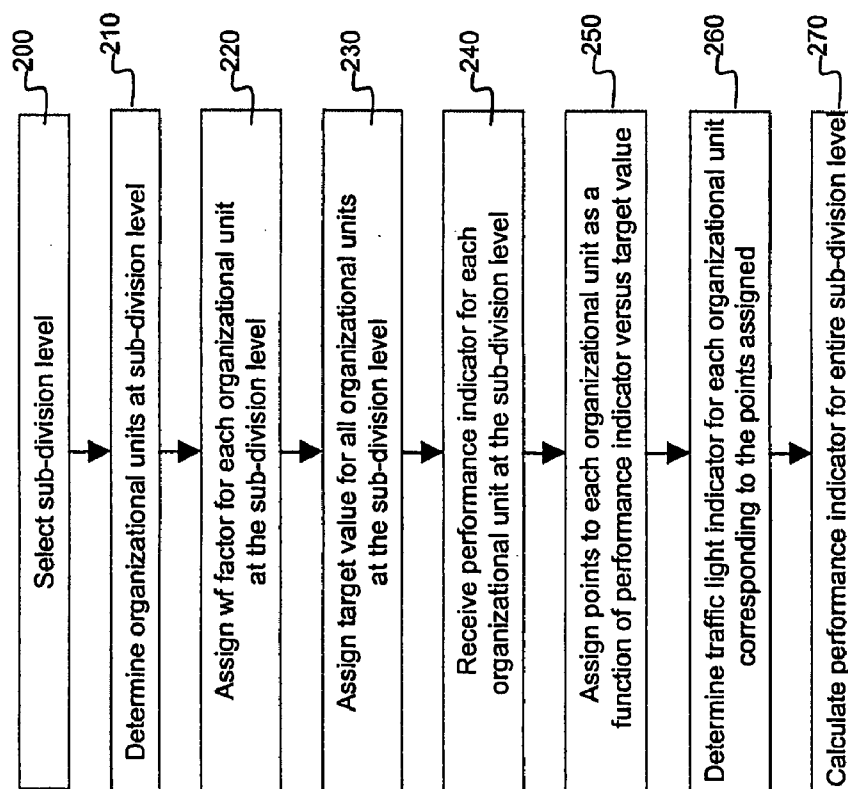 Select sub-division level
200
Determine organizational units at sub-division level
210
Assign wf factor for each organizational unit
at the sub-division level
220
Assign target value for all organizational units
at the sub-division level
230
Receive performance indicator for each
organizational unit at the sub-division level
240
Assign points to each organizational unit as a
function of performance indicator versus target value
250
Determine traffic light indicator for each organizational unit
corresponding to the points assigned
260
Calculate performance indicator for entire sub-division level
270